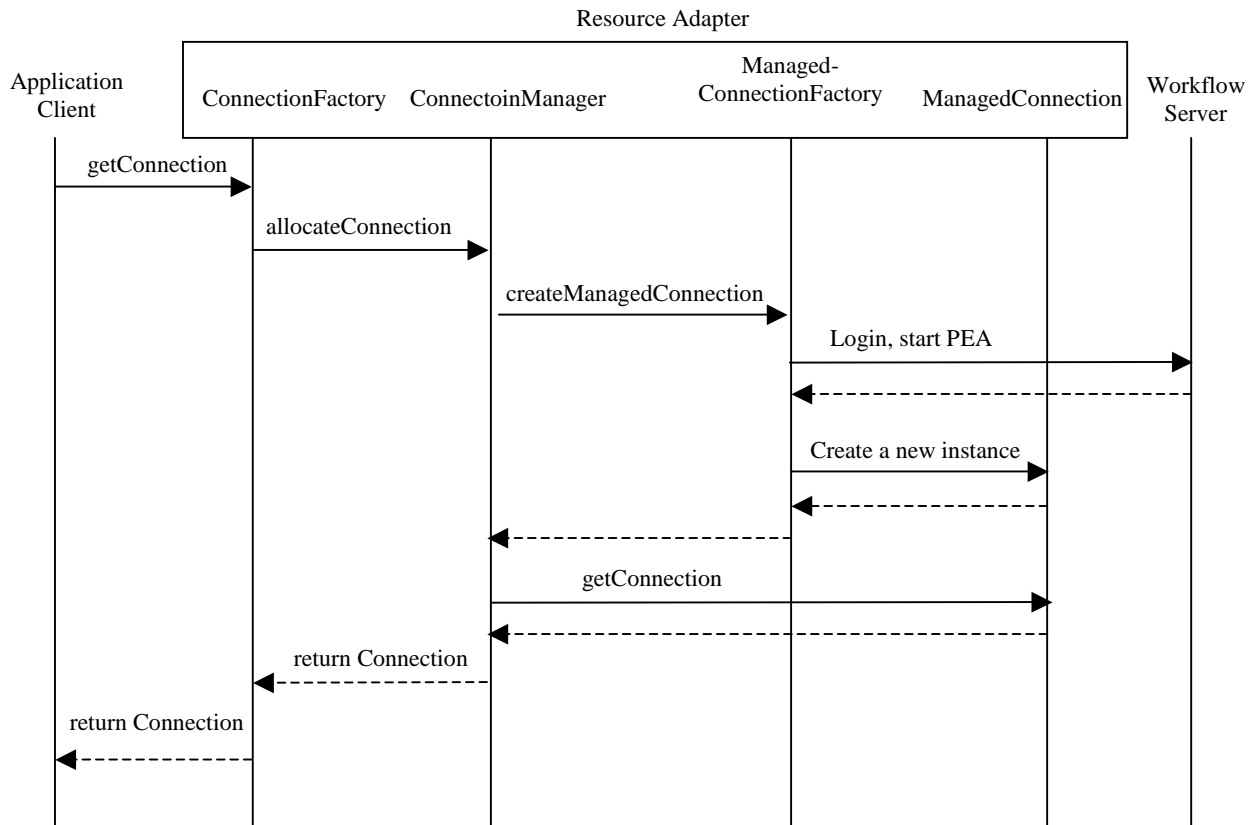 Resource Adapter
Application
Client
ConnectionFactory
ConnectoinManager
Managed-
ConnectionFactory
ManagedConnection
Workflow
Server
getConnection
allocateConnection
createManagedConnection
Login, start PEA
Create a new instance
getConnection
return Connection
return Connection